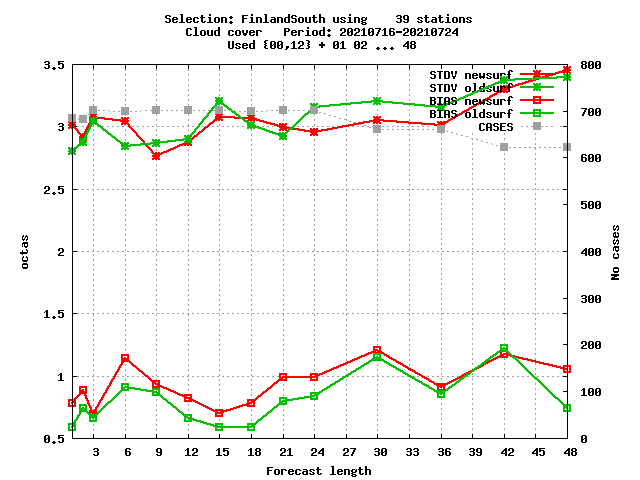 Selection: FinlandSouth using    39 stations
Cloud cover   Period: 20210716-20210724
Used {00,12} + 01 02 ... 48
3.5
3
2.5
2
1.5
1
0.5
octas
800
700
600
500
400
300
200
100
0
No cases
STDV newsurf
STDV oldsurf
BIAS newsurf
BIAS oldsurf
CASES
3 6 9 12 15 18 21 24 27 30 33 36 39 42 45 48
Forecast length